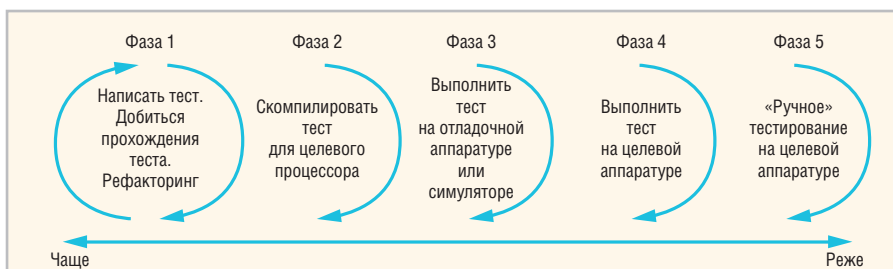 Фаза 1
Написать тест.
Добиться
прохождения
теста.
Рефакторинг
Фаза 2
Скомпилировать
тест
для целевого
процессора
Фаза 3
Выполнить
тест
на отладочной
аппаратуре
или
симуляторе
Фаза 4
Выполнить
тест
на целевой
аппаратуре
Фаза 5
«Ручное»
тестирование
на целевой
аппаратуре
Чаще
Реже